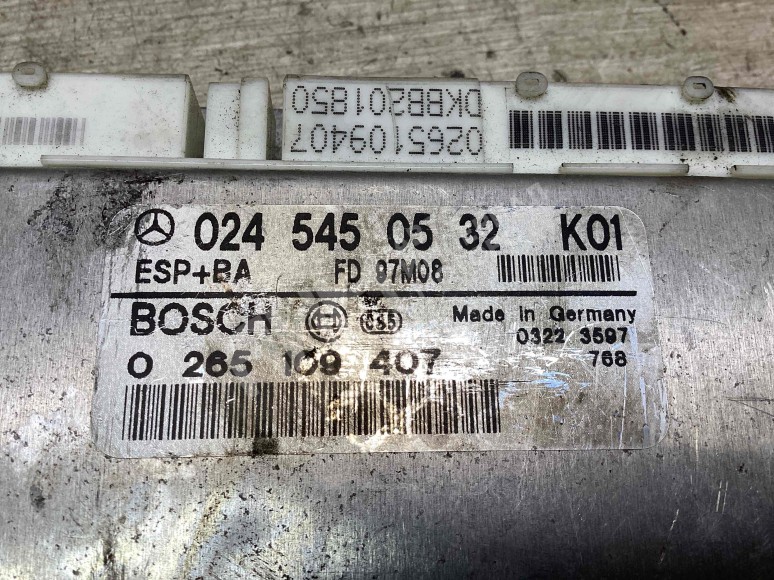 0265109407
DKBB201850
024 545 05 32 K01
ESP+BA FD 97M08
BOSCH
Made in Germany
0 265 109 407
0322 3597
768